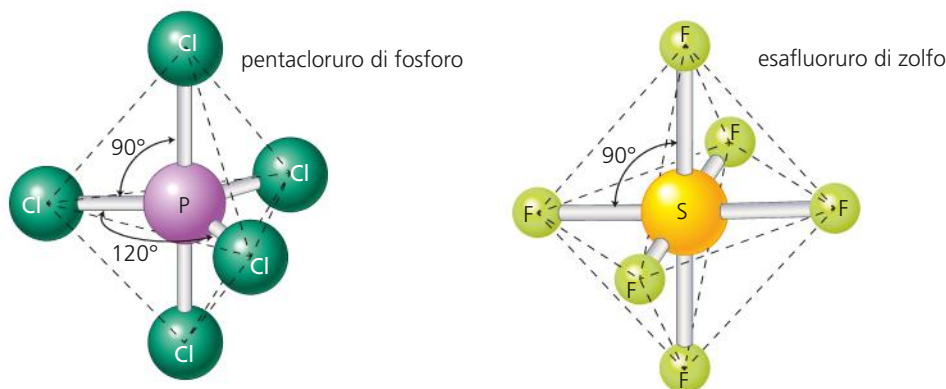 Cl
pentacloruro di fosforo
90°
Cl
P
Cl
120°
Cl
Cl
F
esafluoruro di zolfo
90°
F
F
S
F
F
F